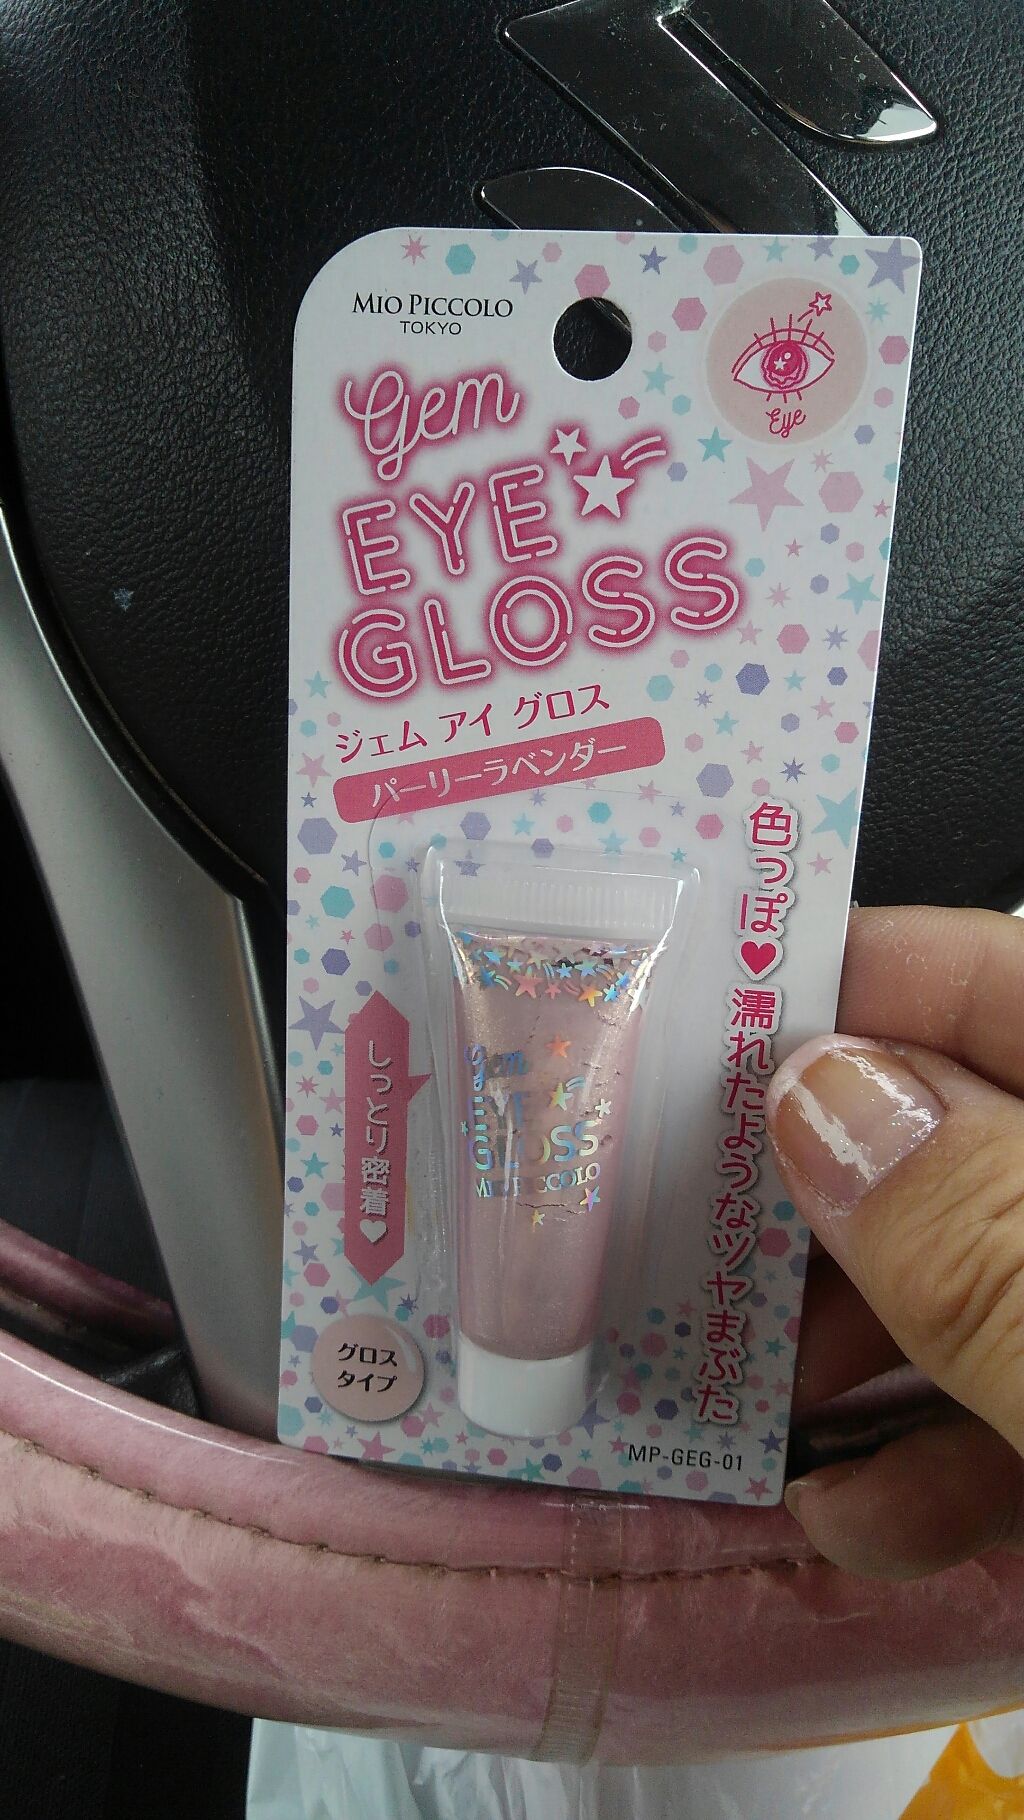 MIO PICCOLO
TOKYO
Eye
Gem
EYE
GLOSS
ジェム アイ グロス
パーリーラベンダー
色っぽ♥濡れたようなツヤまぶた
しっとり密着♥
Gem
EYE
GLOSS
MIO PICCOLO
グロス
タイプ
MP-GEG-01